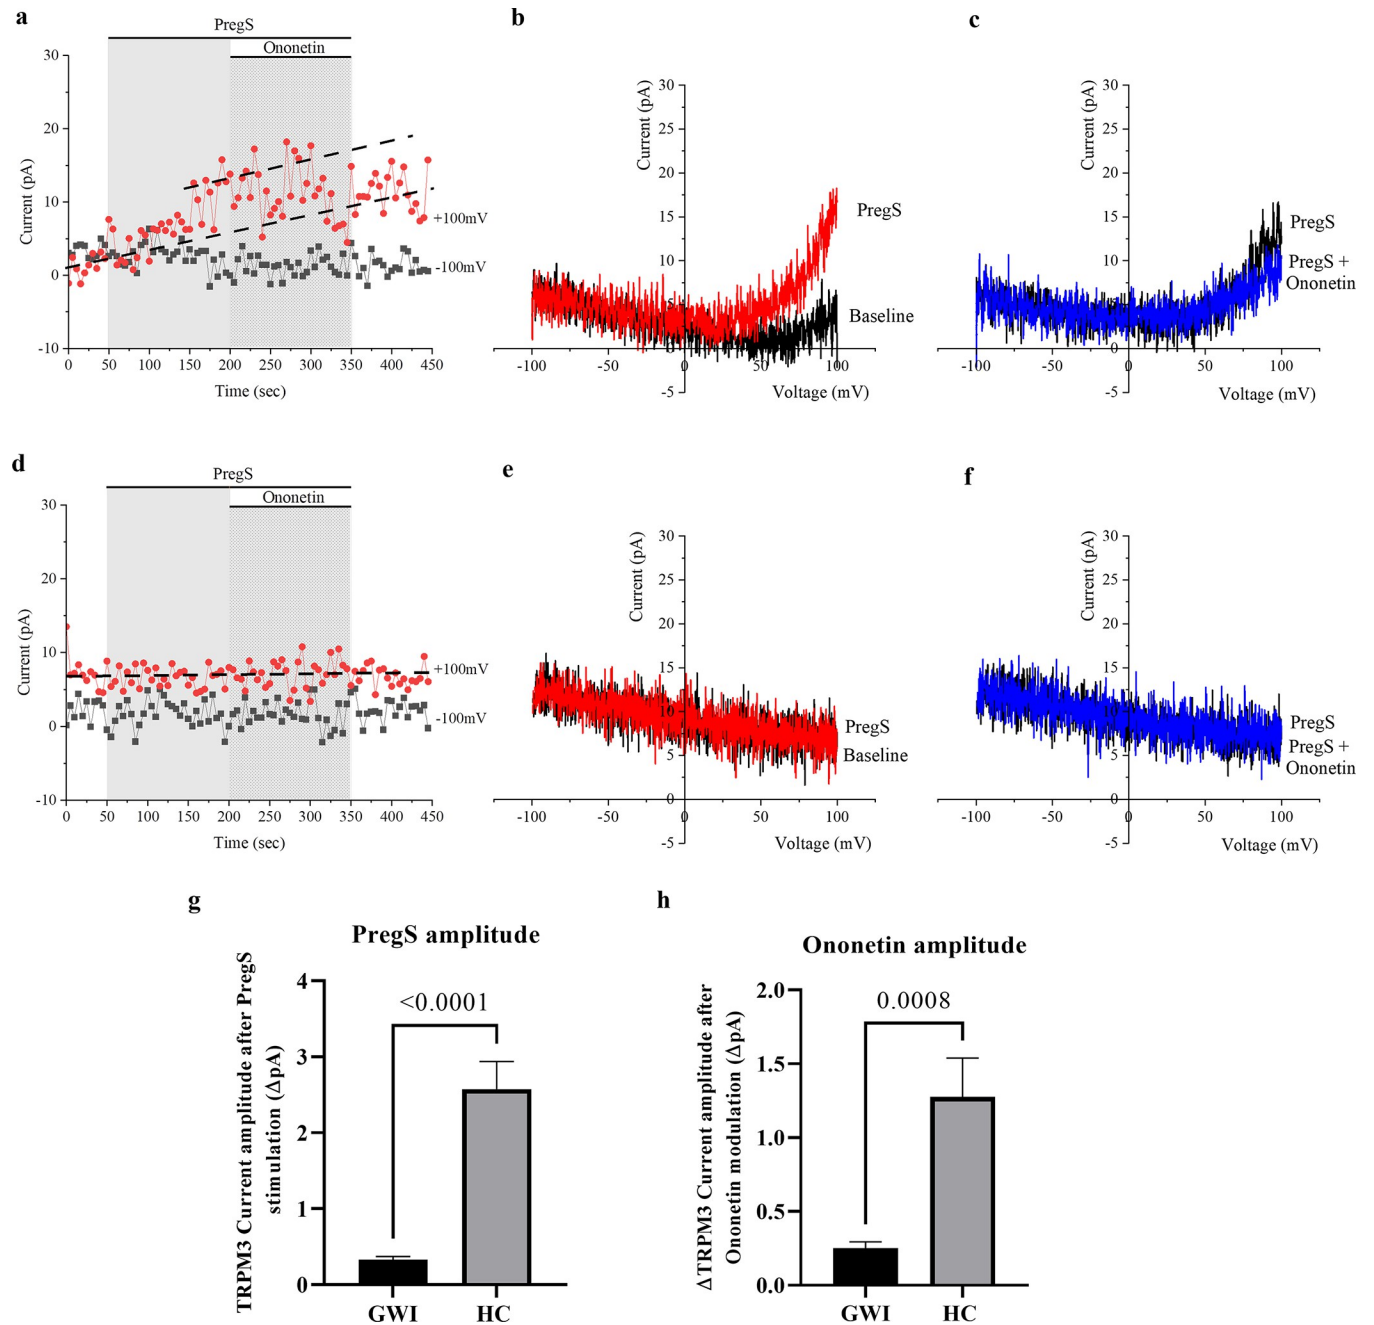 a
PregS
Ononetin
30
20
10
0
-10
Current (pA)
+100mV
-100mV
0 50 100 150 200 250 300 350 400 450
Time (sec)
b
Current (pA)
30
25
20
15
10
5
0
-5
PregS
Baseline
-100 -50 0 50 100
Voltage (mV)
c
Current (pA)
30
25
20
15
10
5
0
-5
PregS
PregS +
Ononetin
-100 -50 0 50 100
Voltage (mV)
d
PregS
Ononetin
30
20
10
0
-10
Current (pA)
+100mV
-100mV
0 50 100 150 200 250 300 350 400 450
Time (sec)
e
Current (pA)
30
25
20
15
10
5
0
-5
PregS
Baseline
-100 -50 0 50 100
Voltage (mV)
f
Current (pA)
30
25
20
15
10
5
0
-5
PregS
PregS +
Ononetin
-100 -50 0 50 100
Voltage (mV)
g
PregS amplitude
TRPM3 Current amplitude after PregS
stimulation (ΔpA)
4
3
2
1
0
<0.0001
GWI HC
h
Ononetin amplitude
ΔTRPM3 Current amplitude after
Ononetin modulation (ΔpA)
2.0
1.5
1.0
0.5
0.0
0.0008
GWI HC